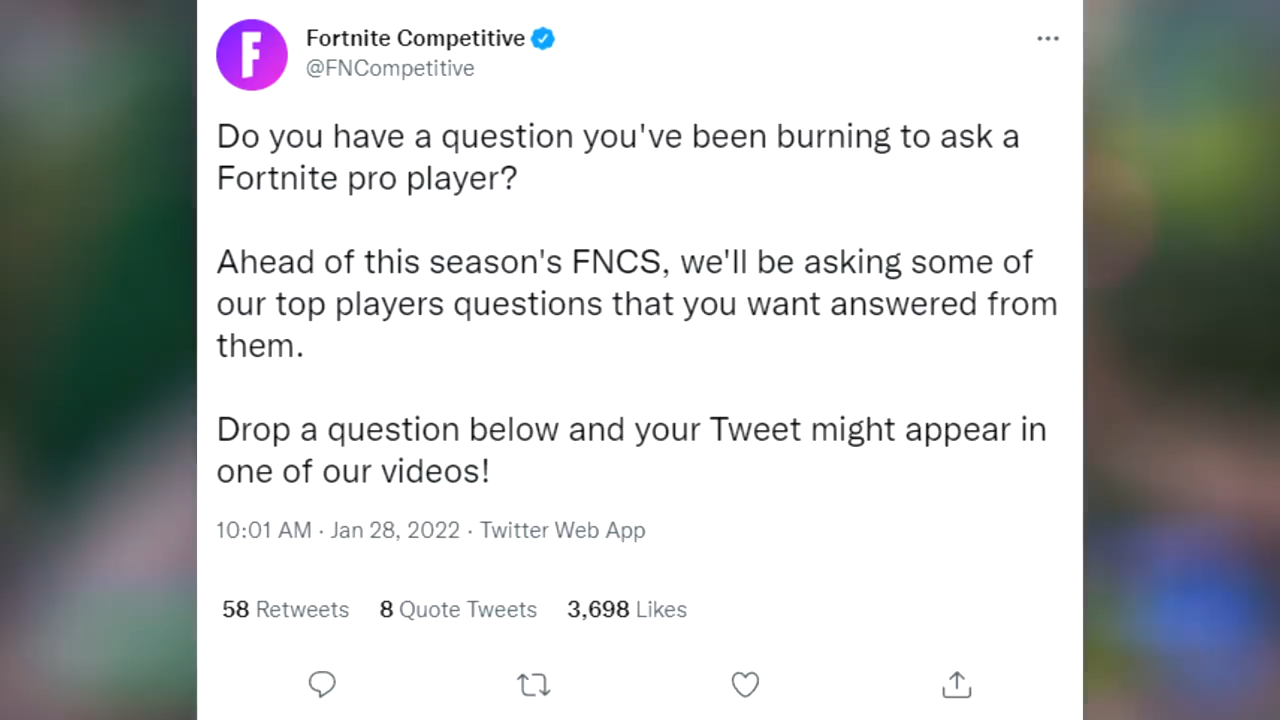 Fortnite Competitive
@FNCompetitive
Do you have a question you've been burning to ask a
Fortnite pro player?
Ahead of this season's FNCS, we'll be asking some of
our top players questions that you want answered from
them.
Drop a question below and your Tweet might appear in
one of our videos!
10:01 AM · Jan 28, 2022 · Twitter Web App
58 Retweets 8 Quote Tweets 3,698 Likes